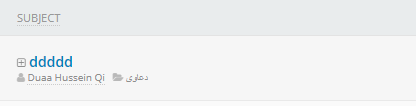 SUBJECT
ddddd
Duaa Hussein Qi دعاوى